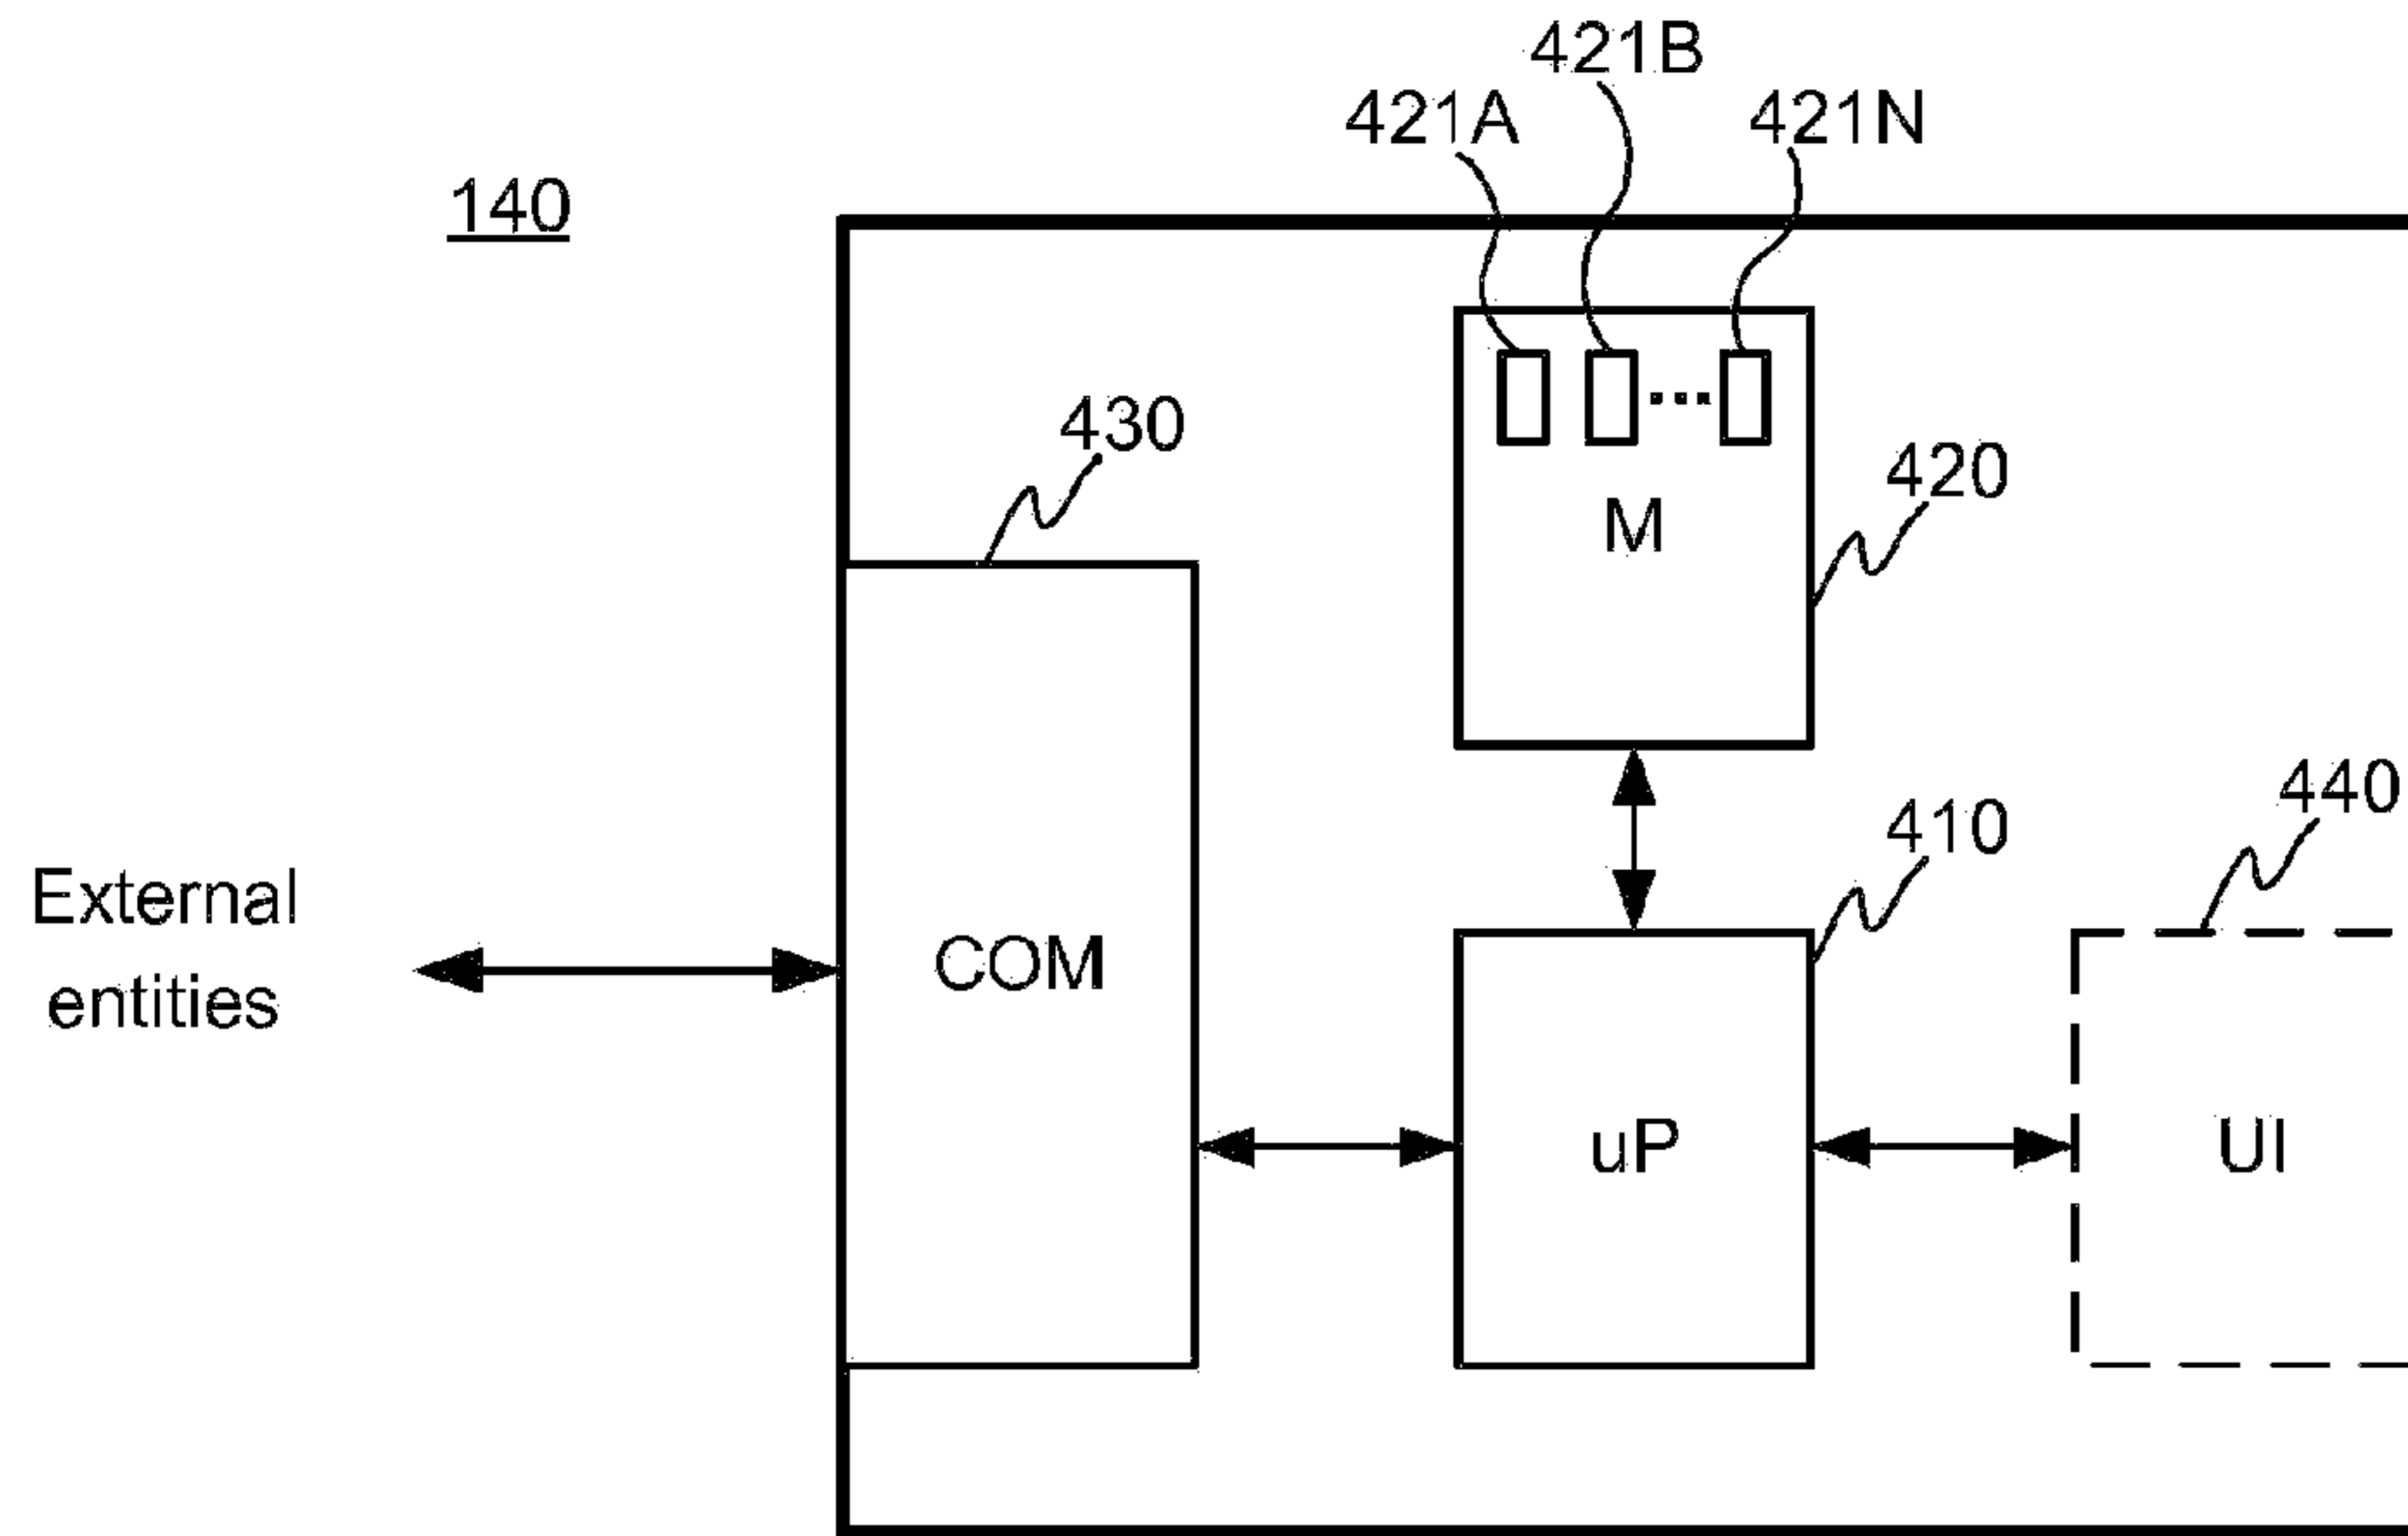 421B
421A
421N
140
430
420
M
440
410
External
entities
COM
uP
UI